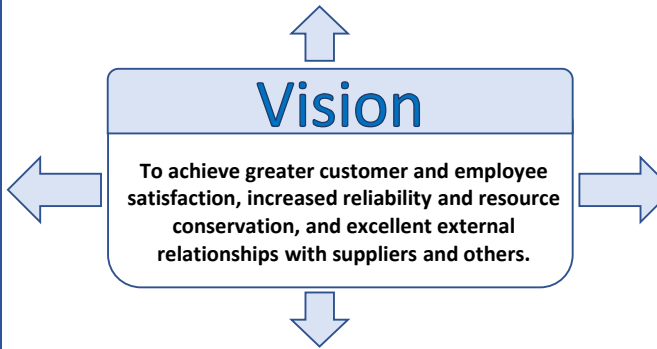 Vision
To achieve greater customer and employee
satisfaction, increased reliability and resource
conservation, and excellent external
relationships with suppliers and others.